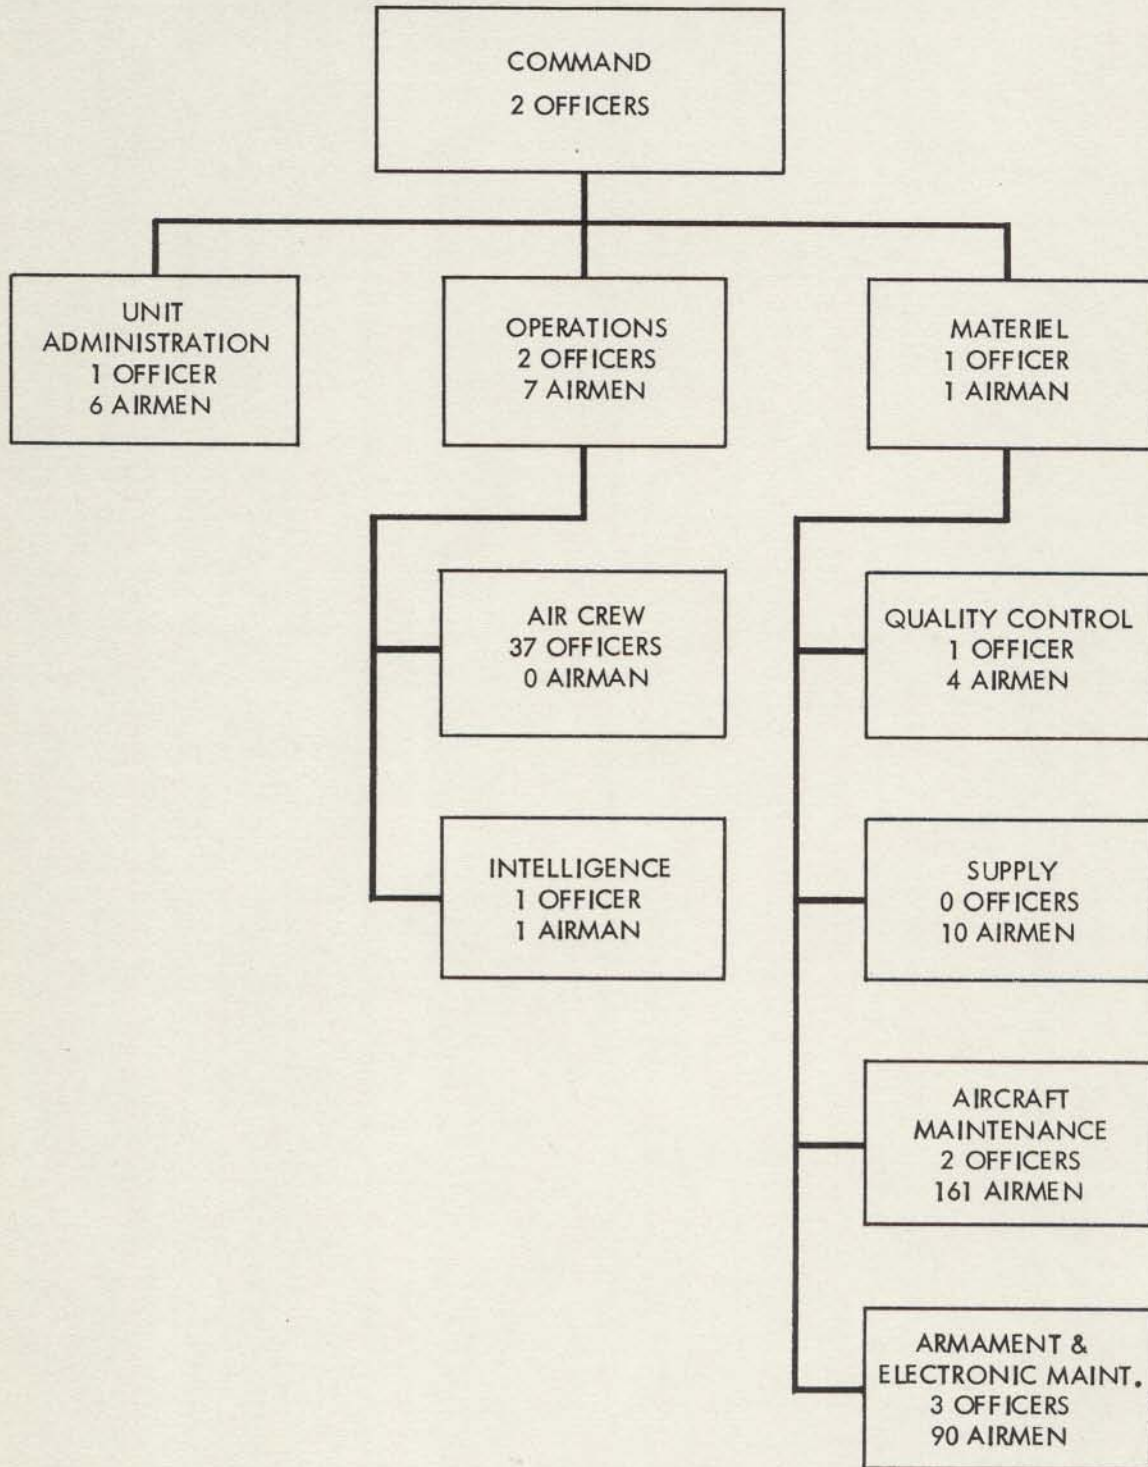 COMMAND
2 OFFICERS
UNIT
ADMINISTRATION
1 OFFICER
6 AIRMEN
OPERATIONS
2 OFFICERS
7 AIRMEN
MATERIEL
1 OFFICER
1 AIRMAN
AIR CREW
37 OFFICERS
0 AIRMAN
INTELLIGENCE
1 OFFICER
1 AIRMAN
QUALITY CONTROL
1 OFFICER
4 AIRMEN
SUPPLY
0 OFFICERS
10 AIRMEN
AIRCRAFT
MAINTENANCE
2 OFFICERS
161 AIRMEN
ARMAMENT &
ELECTRONIC MAINT.
3 OFFICERS
90 AIRMEN